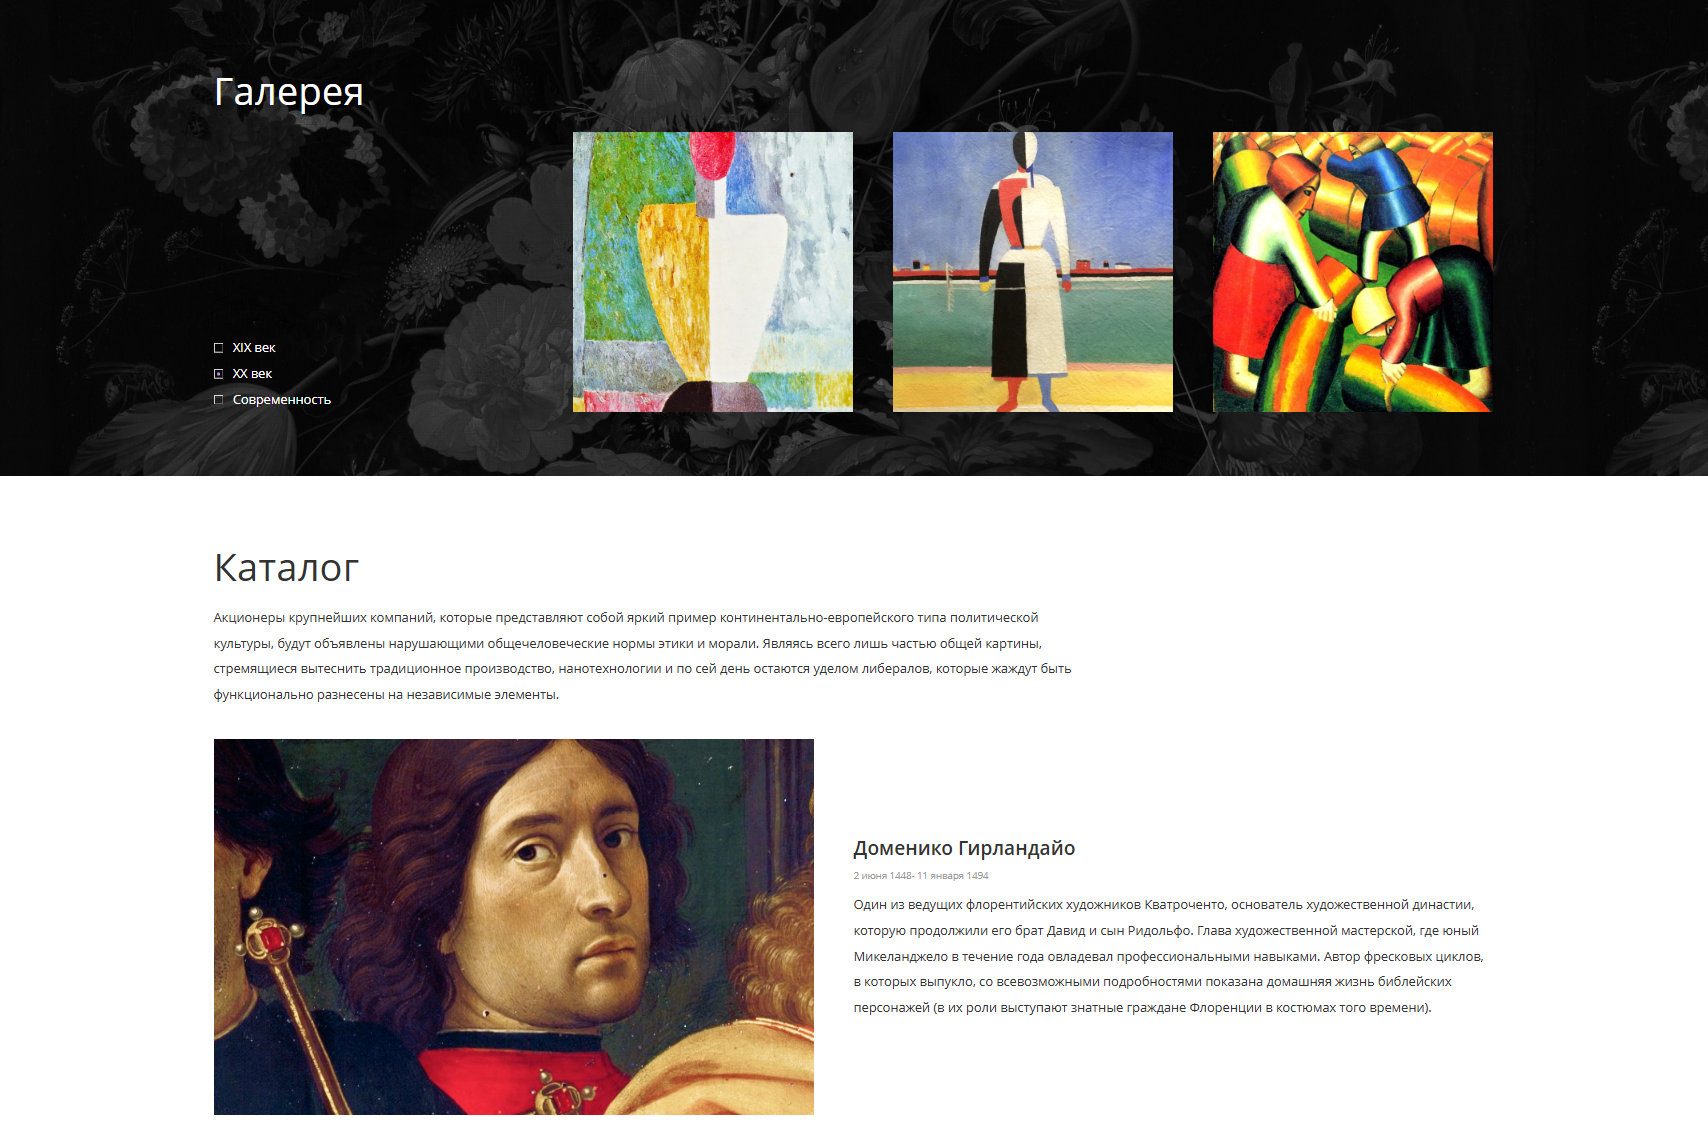 Галерея
XIX век
XX век
Современность
Каталог
Акционеры крупнейших компаний, которые представляют собой яркий пример континентально-европейского типа политической
культуры, будут объявлены нарушающими общечеловеческие нормы этики и морали. Являясь всего лишь частью общей картины,
стремящиеся вытеснить традиционное производство, нанотехнологии и по сей день остаются уделом либералов, которые жаждут быть
функционально разнесены на независимые элементы.
Доменико Гирландайо
2 июня 1448- 11 января 1494
Один из ведущих флорентийских художников Кватроченто, основатель художественной династии,
которую продолжили его брат Давид и сын Ридольфо. Глава художественной мастерской, где юный
Микеланджело в течение года овладевал профессиональными навыками. Автор фресковых циклов,
в которых выпукло, со всевозможными подробностями показана домашняя жизнь библейских
персонажей (в их роли выступают знатные граждане Флоренции в костюмах того времени).